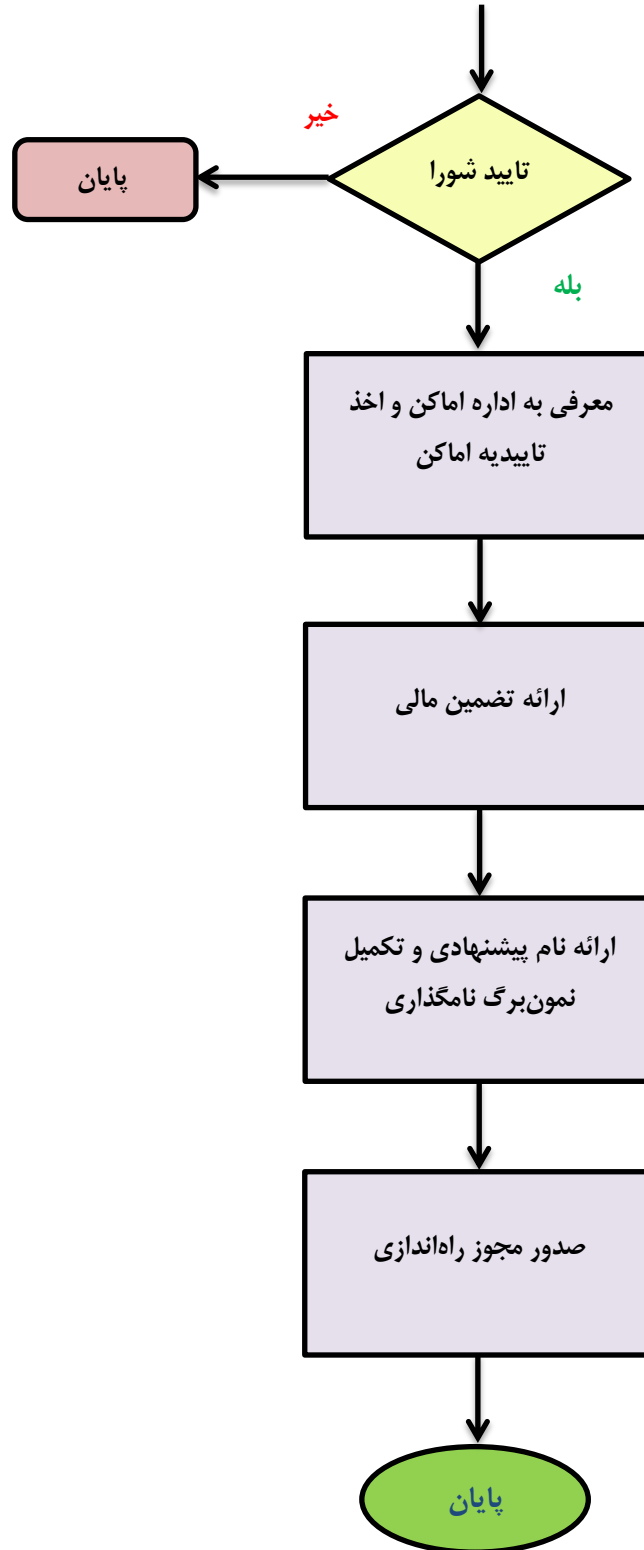 تایید شورا
خیر
پایان
بله
معرفی به اداره اماکن و اخذ
تاییدیه اماکن
ارائه تضمین مالی
ارائه نام پیشنهادی و تکمیل
نمون‌برگ نامگذاری
صدور مجوز راه‌اندازی
پایان